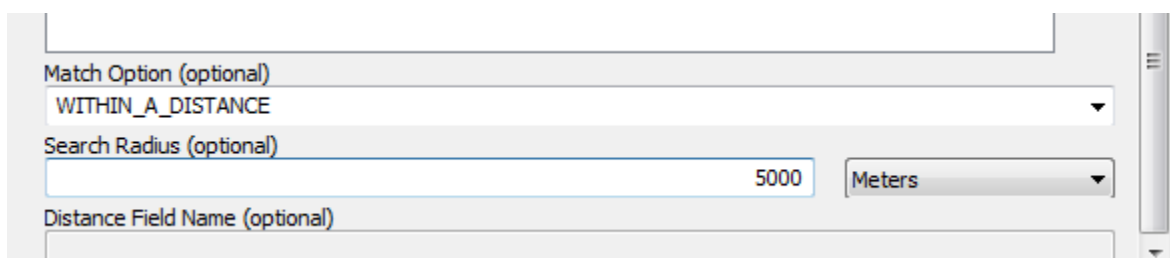 Match Option (optional)
WITHIN_A_DISTANCE
Search Radius (optional)
5000 Meters
Distance Field Name (optional)